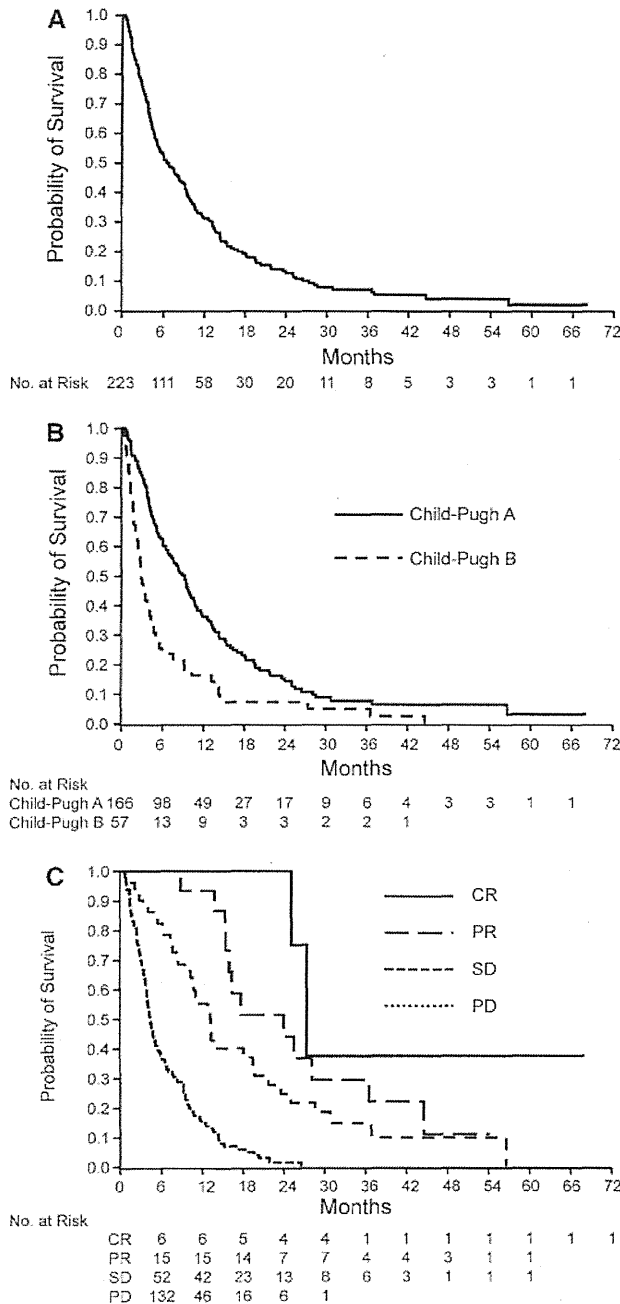 A
Probability of Survival
1.0
0.9
0.8
0.7
0.6
0.5
0.4
0.3
0.2
0.1
0.0
0 6 12 18 24 30 36 42 48 54 60 66 72
Months
No. at Risk 223 111 58 30 20 11 8 5 3 3 1 1
B
Probability of Survival
1.0
0.9
0.8
0.7
0.6
0.5
0.4
0.3
0.2
0.1
0.0
Child-Pugh A
Child-Pugh B
0 6 12 18 24 30 36 42 48 54 60 66 72
Months
No. at Risk
Child-Pugh A 166 98 49 27 17 9 6 4 3 3 1 1
Child-Pugh B 57 13 9 3 3 2 2 1
C
Probability of Survival
1.0
0.9
0.8
0.7
0.6
0.5
0.4
0.3
0.2
0.1
0.0
CR
PR
SD
PD
0 6 12 18 24 30 36 42 48 54 60 66 72
Months
No. at Risk
CR 6 6 5 4 4 1 1 1 1 1 1 1
PR 15 15 14 7 7 4 4 3 1 1
SD 52 42 23 13 8 6 3 1 1 1
PD 132 46 16 6 1